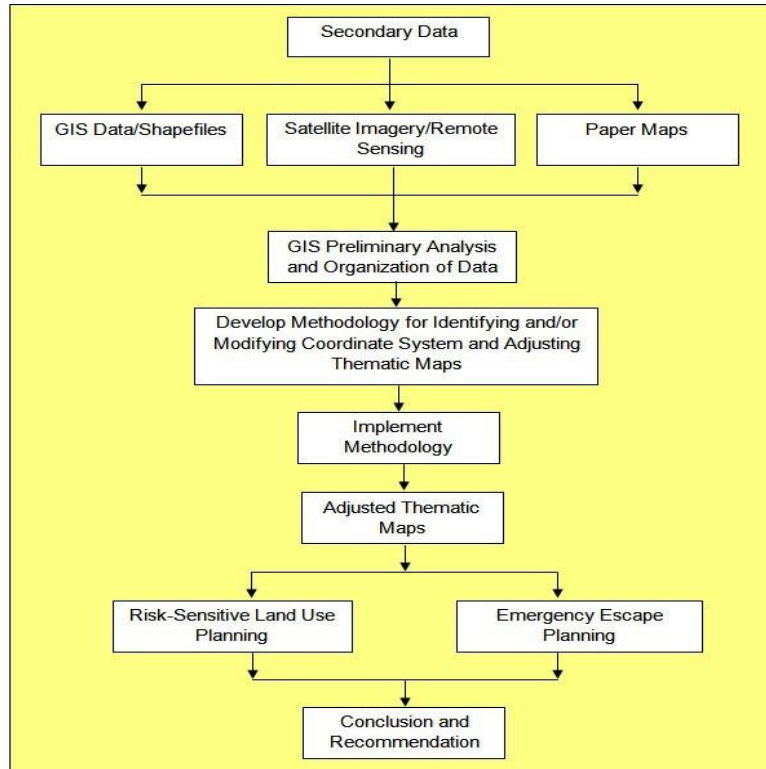 Secondary Data
GIS Data/Shapefiles
Satellite Imagery/Remote
Sensing
Paper Maps
GIS Preliminary Analysis
and Organization of Data
Develop Methodology for Identifying and/or
Modifying Coordinate System and Adjusting
Thematic Maps
Implement
Methodology
Adjusted Thematic
Maps
Risk-Sensitive Land Use
Planning
Emergency Escape
Planning
Conclusion and
Recommendation